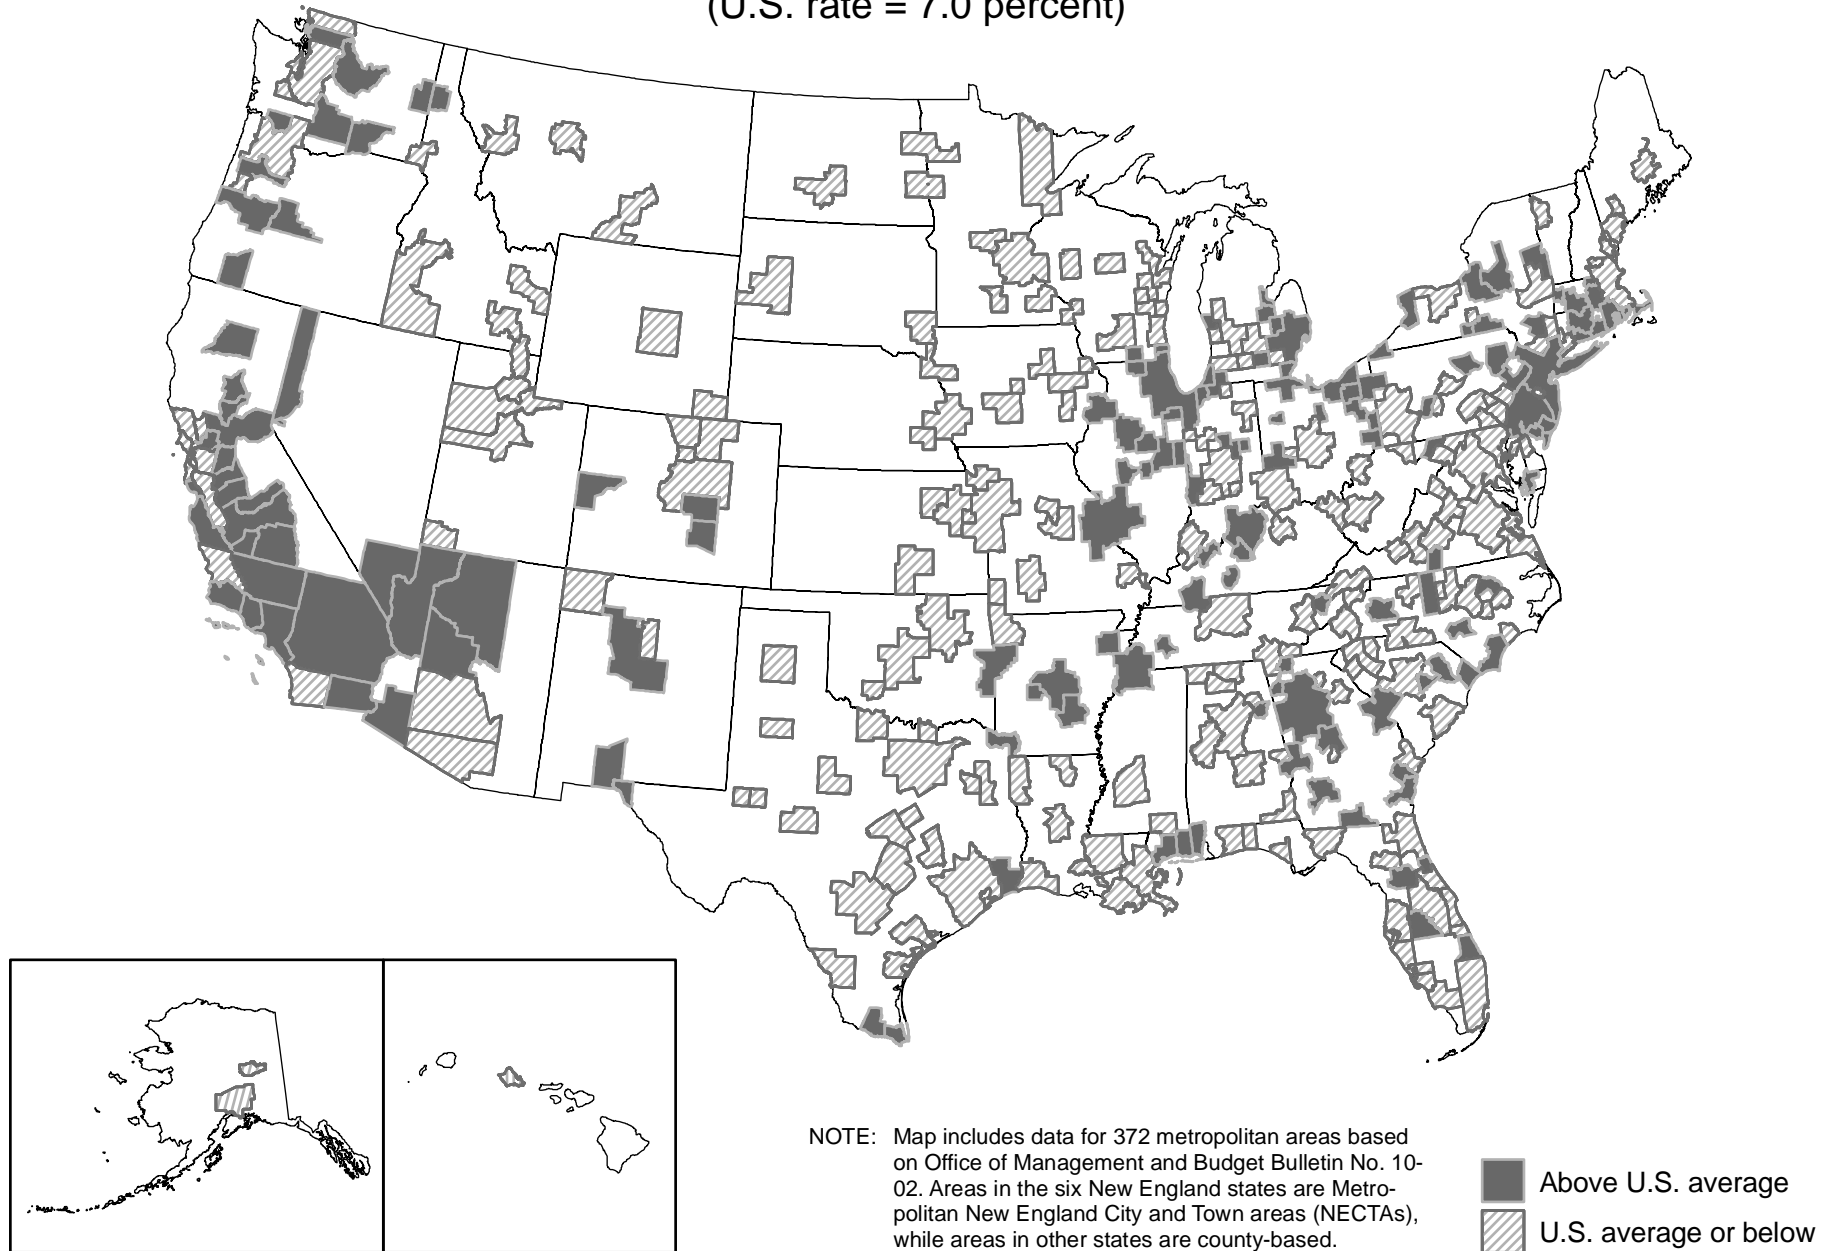 (U.S. rate = 7.0 percent)
NOTE: Map includes data for 372 metropolitan areas based
on Office of Management and Budget Bulletin No. 10-
02. Areas in the six New England states are Metro-
politan New England City and Town areas (NECTAs),
while areas in other states are county-based.
Above U.S. average
U.S. average or below